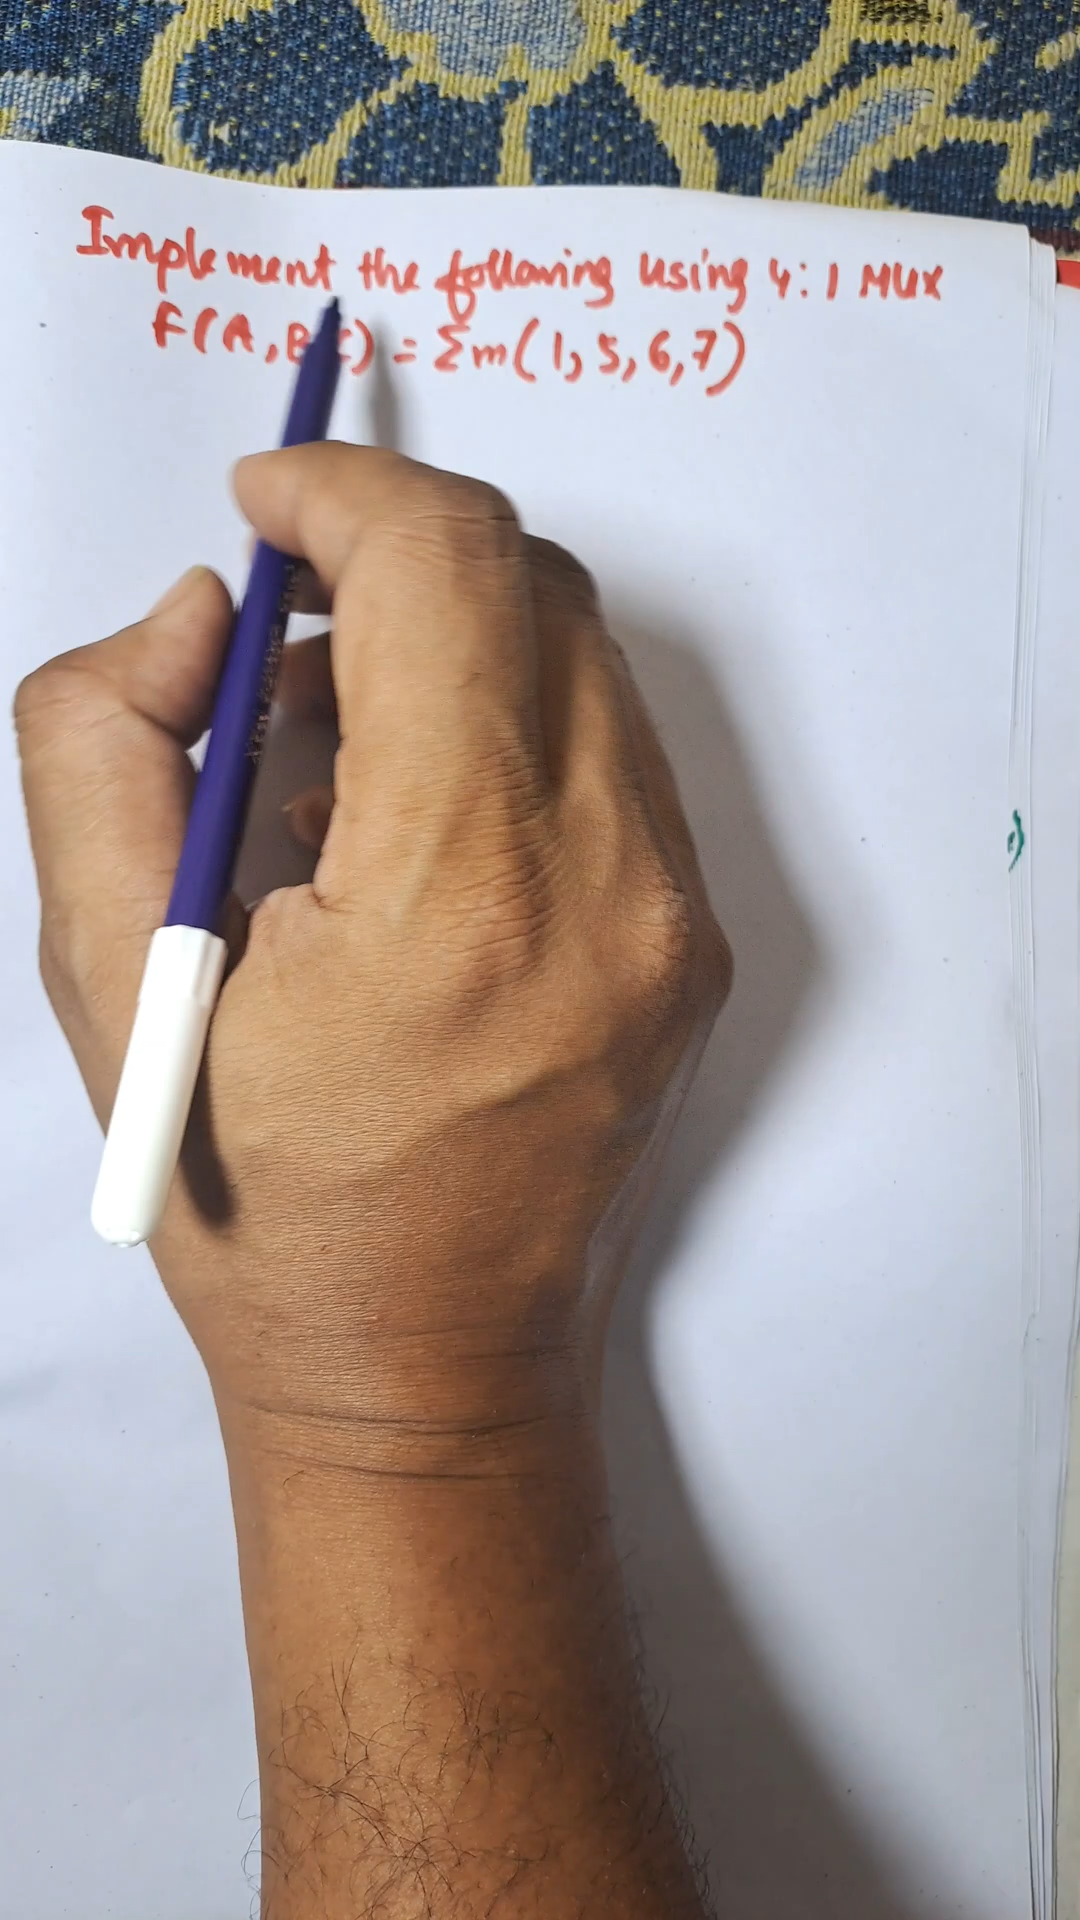 Implement the following using 4:1 MUX
F(A,B,C) = Σm(1,5,6,7)